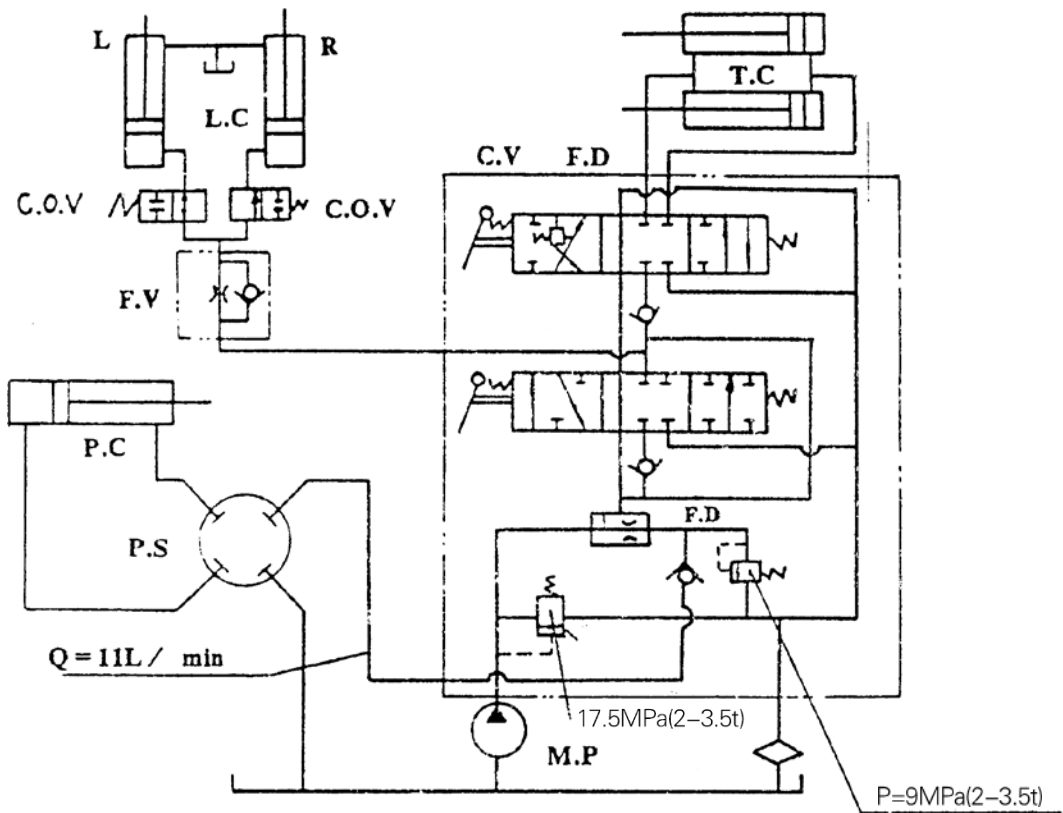 L
R
T.C
L.C
C.V
F.D
C.O.V
C.O.V
F.V
P.C
F.D
P.S
Q=11L/ min
17.5MPa(2-3.5t)
M.P
P=9MPa(2-3.5t)